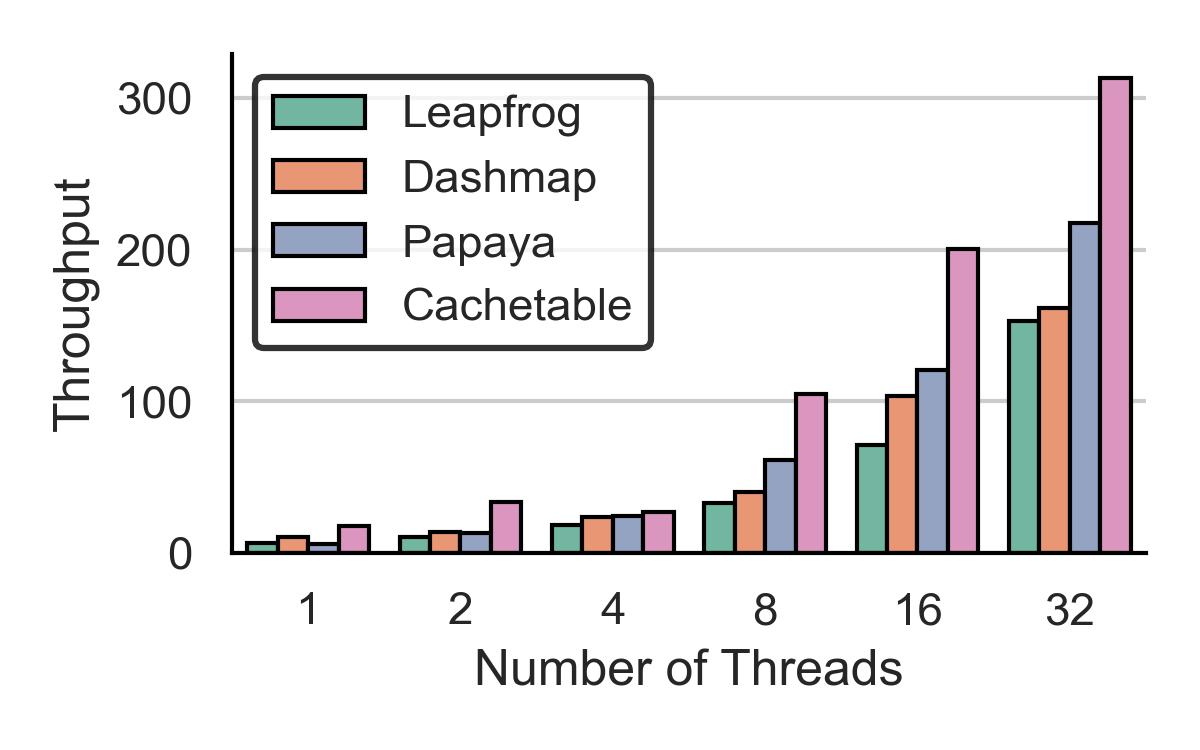 Throughput
300
200
100
0
Leapfrog
Dashmap
Papaya
Cachetable
1 2 4 8 16 32
Number of Threads